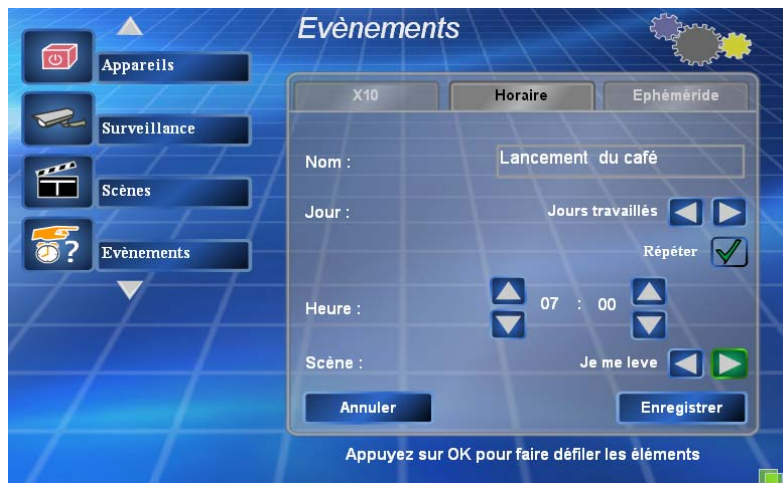 Evènements
Appareils
Surveillance
Scènes
Evènements
X10
Horaire
Ephéméride
Nom :
Lancement du café
Jour :
Jours travaillés
Répéter
Heure :
07 : 00
Scène :
Je me leve
Annuler
Enregistrer
Appuyez sur OK pour faire défiler les éléments